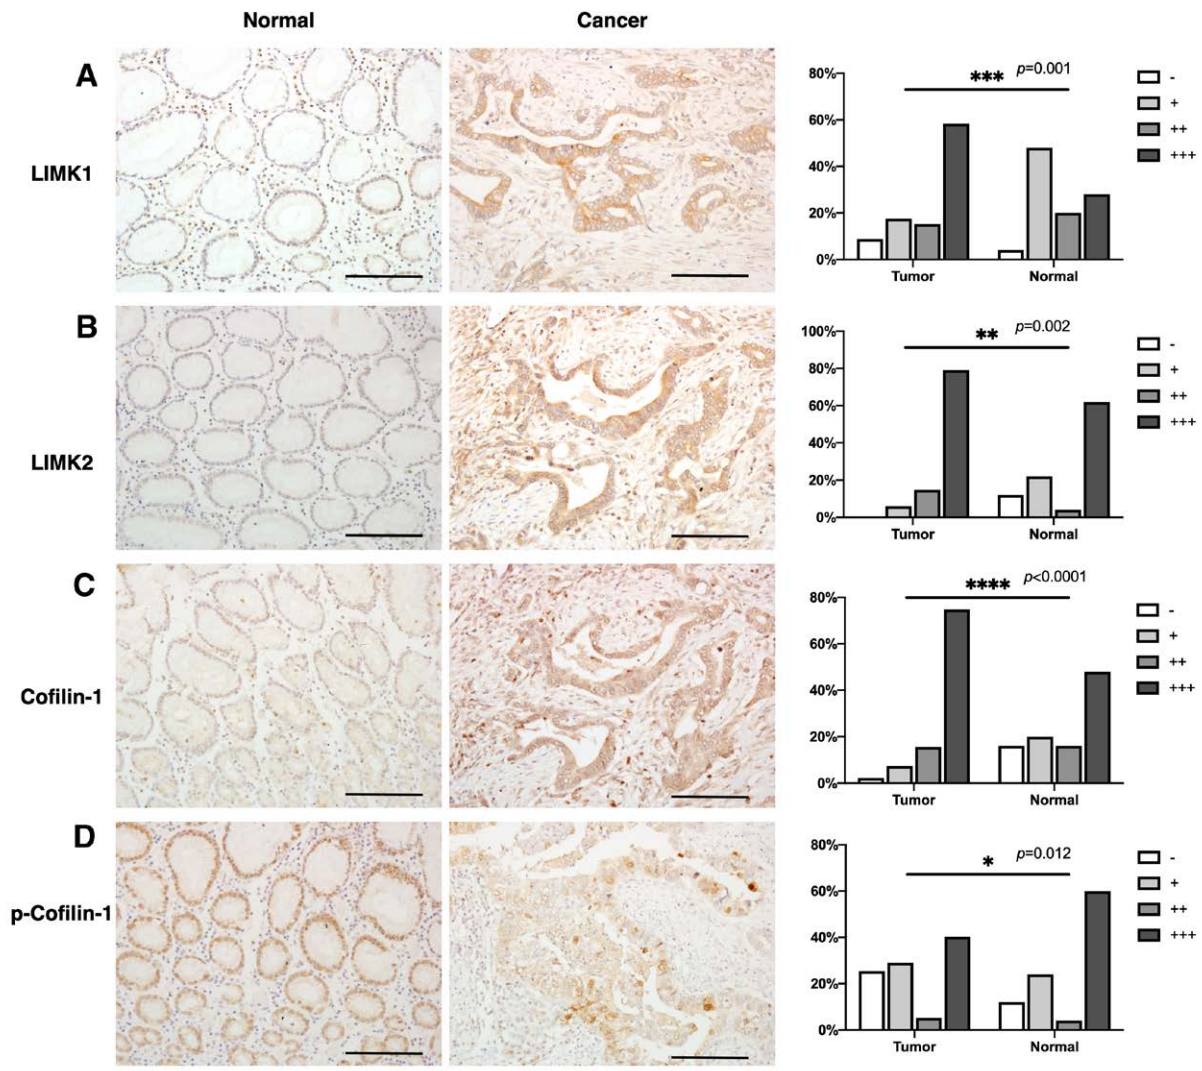 Normal
Cancer
A
LIMK1
*** p=0.001
80%
60%
40%
20%
0%
Tumor
Normal
-
+
++
+++
B
LIMK2
** p=0.002
100%
80%
60%
40%
20%
0%
Tumor
Normal
-
+
++
+++
C
Cofilin-1
**** p<0.0001
80%
60%
40%
20%
0%
Tumor
Normal
-
+
++
+++
D
p-Cofilin-1
* p=0.012
80%
60%
40%
20%
0%
Tumor
Normal
-
+
++
+++